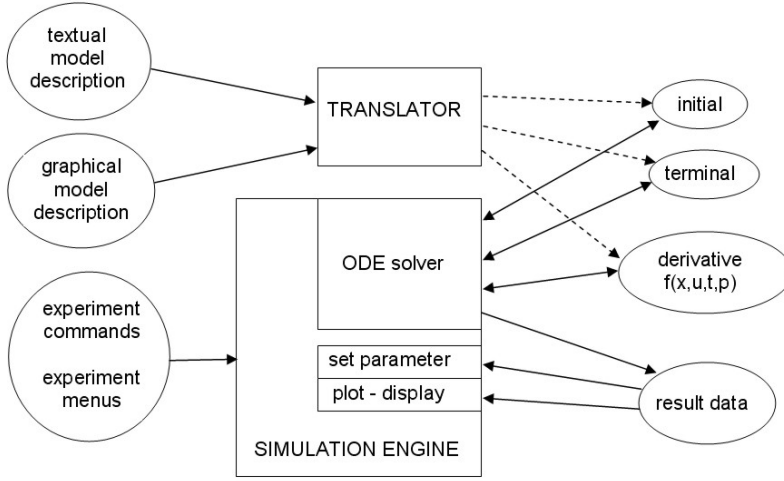 textual
model
description
graphical
model
description
experiment
commands
experiment
menus
TRANSLATOR
ODE solver
set parameter
plot - display
SIMULATION ENGINE
initial
terminal
derivative
f(x,u,t,p)
result data